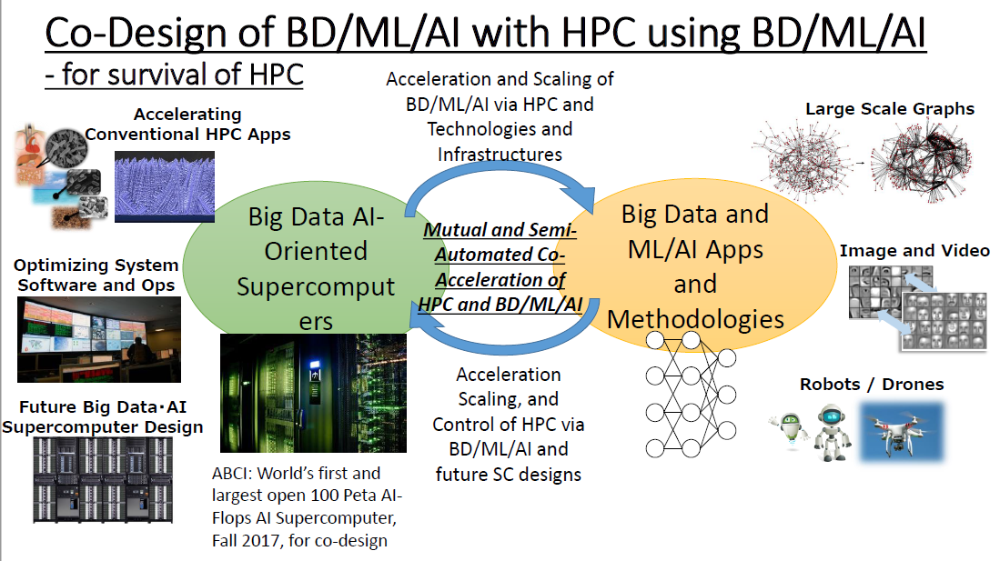 Co-Design of BD/ML/AI with HPC using BD/ML/AI
- for survival of HPC
Accelerating
Conventional HPC Apps
Optimizing System
Software and Ops
Future Big Data・AI
Supercomputer Design
Acceleration and Scaling of
BD/ML/AI via HPC and
Technologies and
Infrastructures
Big Data AI-
Oriented
Supercomput
ers
Mutual and Semi-
Automated Co-
Acceleration of
HPC and BD/ML/AI
Big Data and
ML/AI Apps
and
Methodologies
Acceleration
Scaling, and
Control of HPC via
BD/ML/AI and
future SC designs
ABCI: World’s first and
largest open 100 Peta AI-
Flops AI Supercomputer,
Fall 2017, for co-design
Large Scale Graphs
Image and Video
Robots / Drones